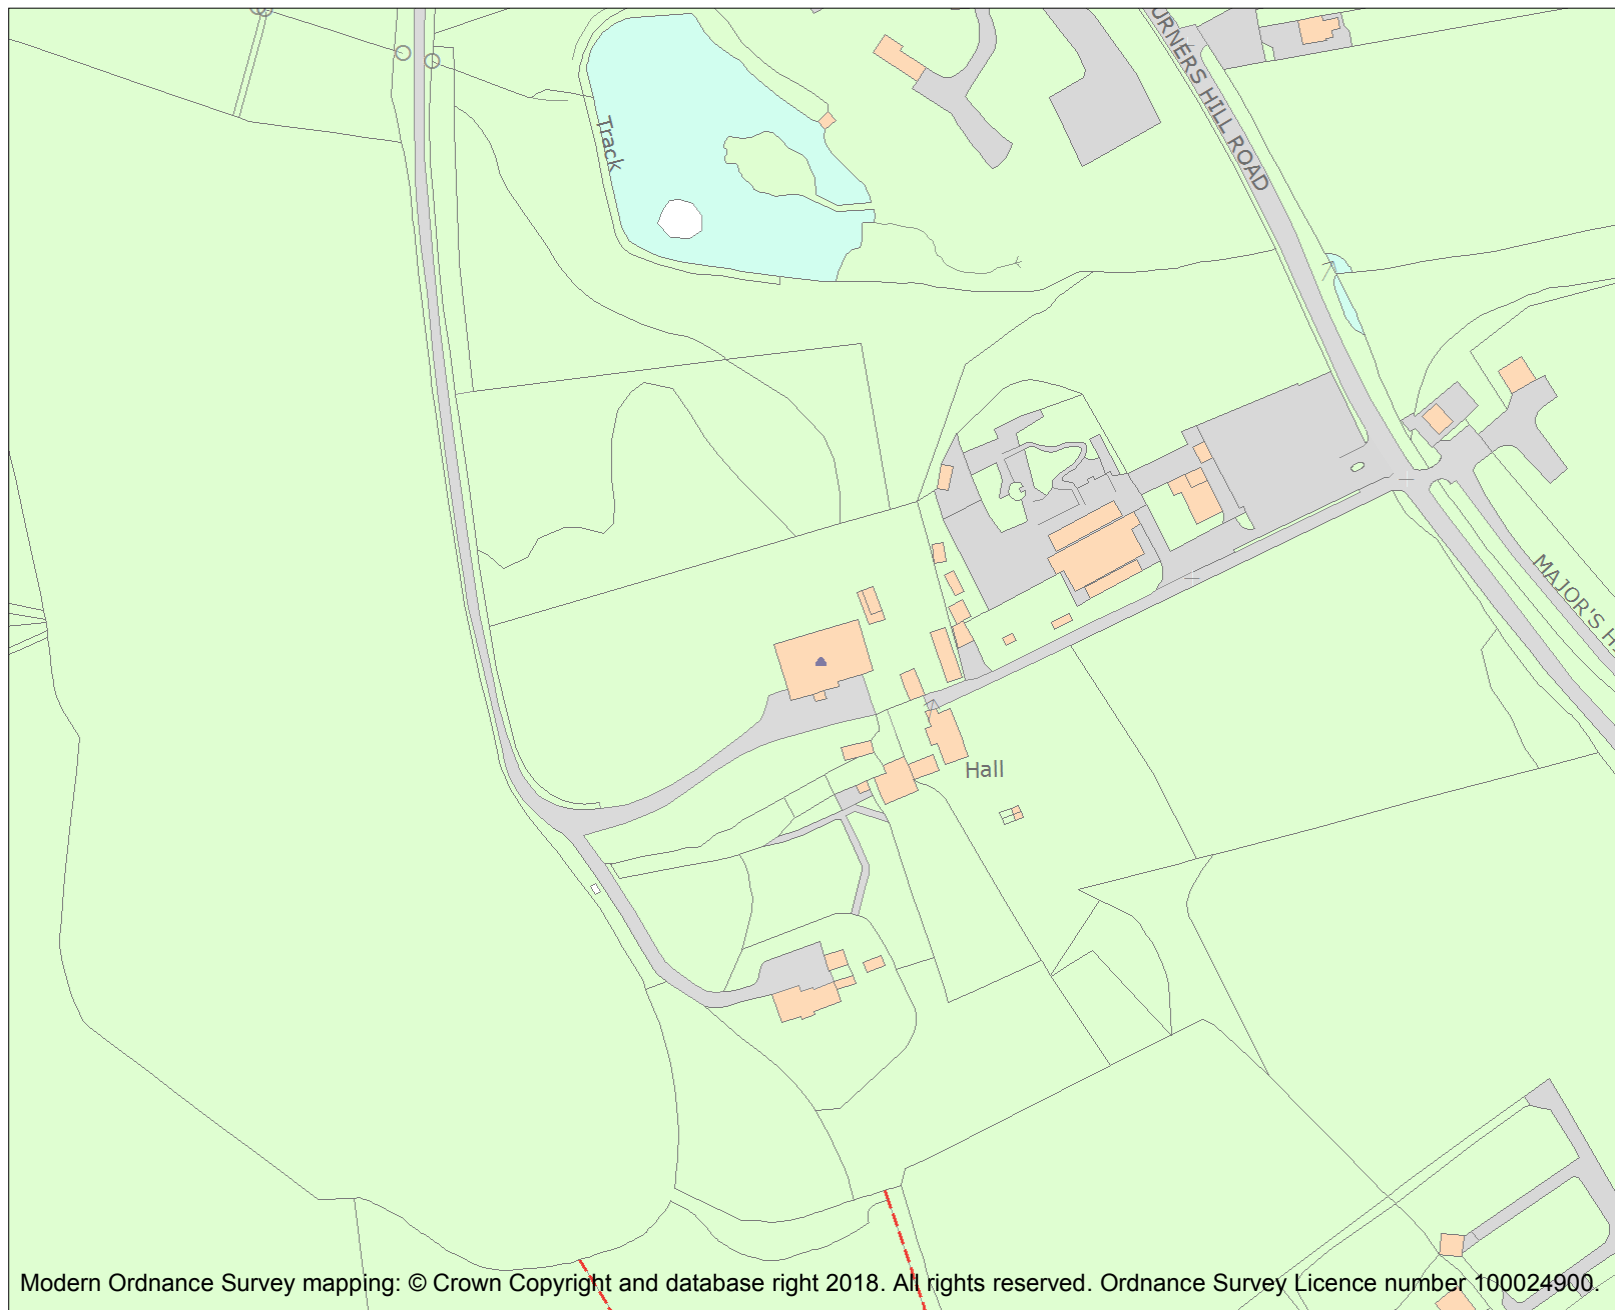 URNERS HILL ROAD
Track
MAJOR'S H
Hall
Modern Ordnance Survey mapping: © Crown Copyright and database right 2018. All rights reserved. Ordnance Survey Licence number 100024900.